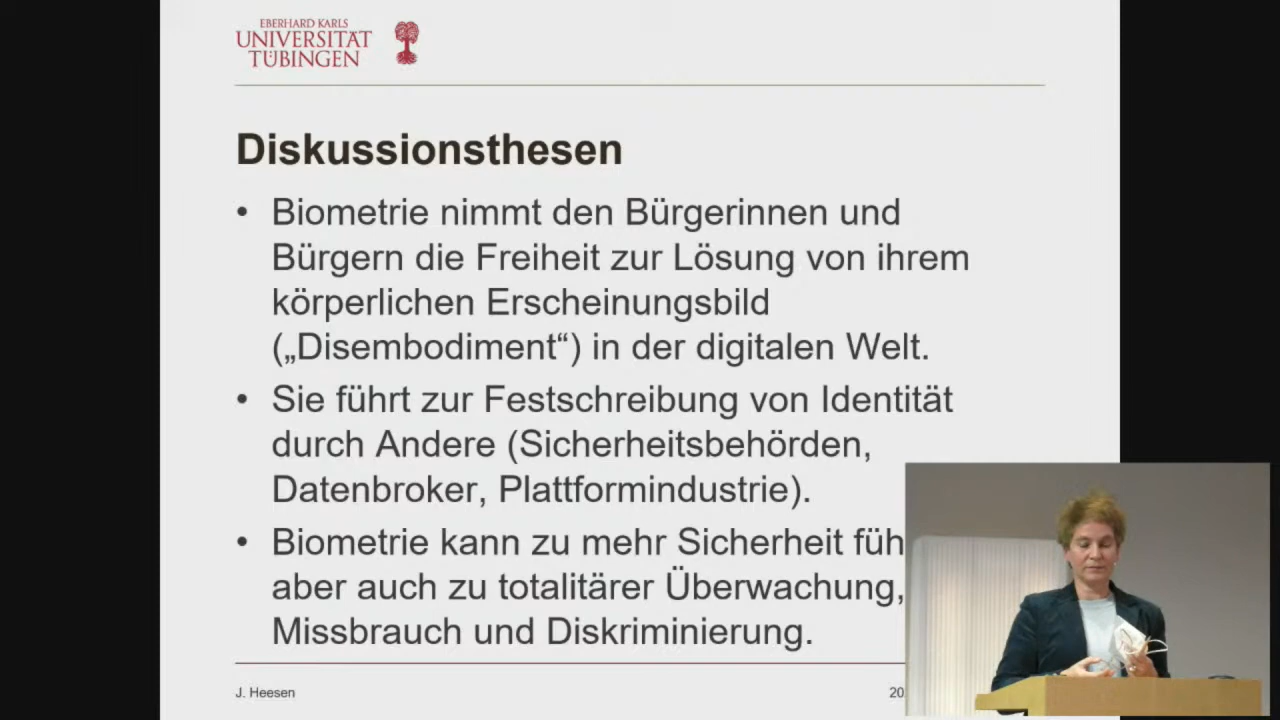 EBERHARD KARLS
UNIVERSITÄT
TÜBINGEN
Diskussionsthesen
• Biometrie nimmt den Bürgerinnen und
Bürgern die Freiheit zur Lösung von ihrem
körperlichen Erscheinungsbild
(„Disembodiment“) in der digitalen Welt.
• Sie führt zur Festschreibung von Identität
durch Andere (Sicherheitsbehörden,
Datenbroker, Plattformindustrie).
• Biometrie kann zu mehr Sicherheit füh
aber auch zu totalitärer Überwachung,
Missbrauch und Diskriminierung.
J. Heesen
20